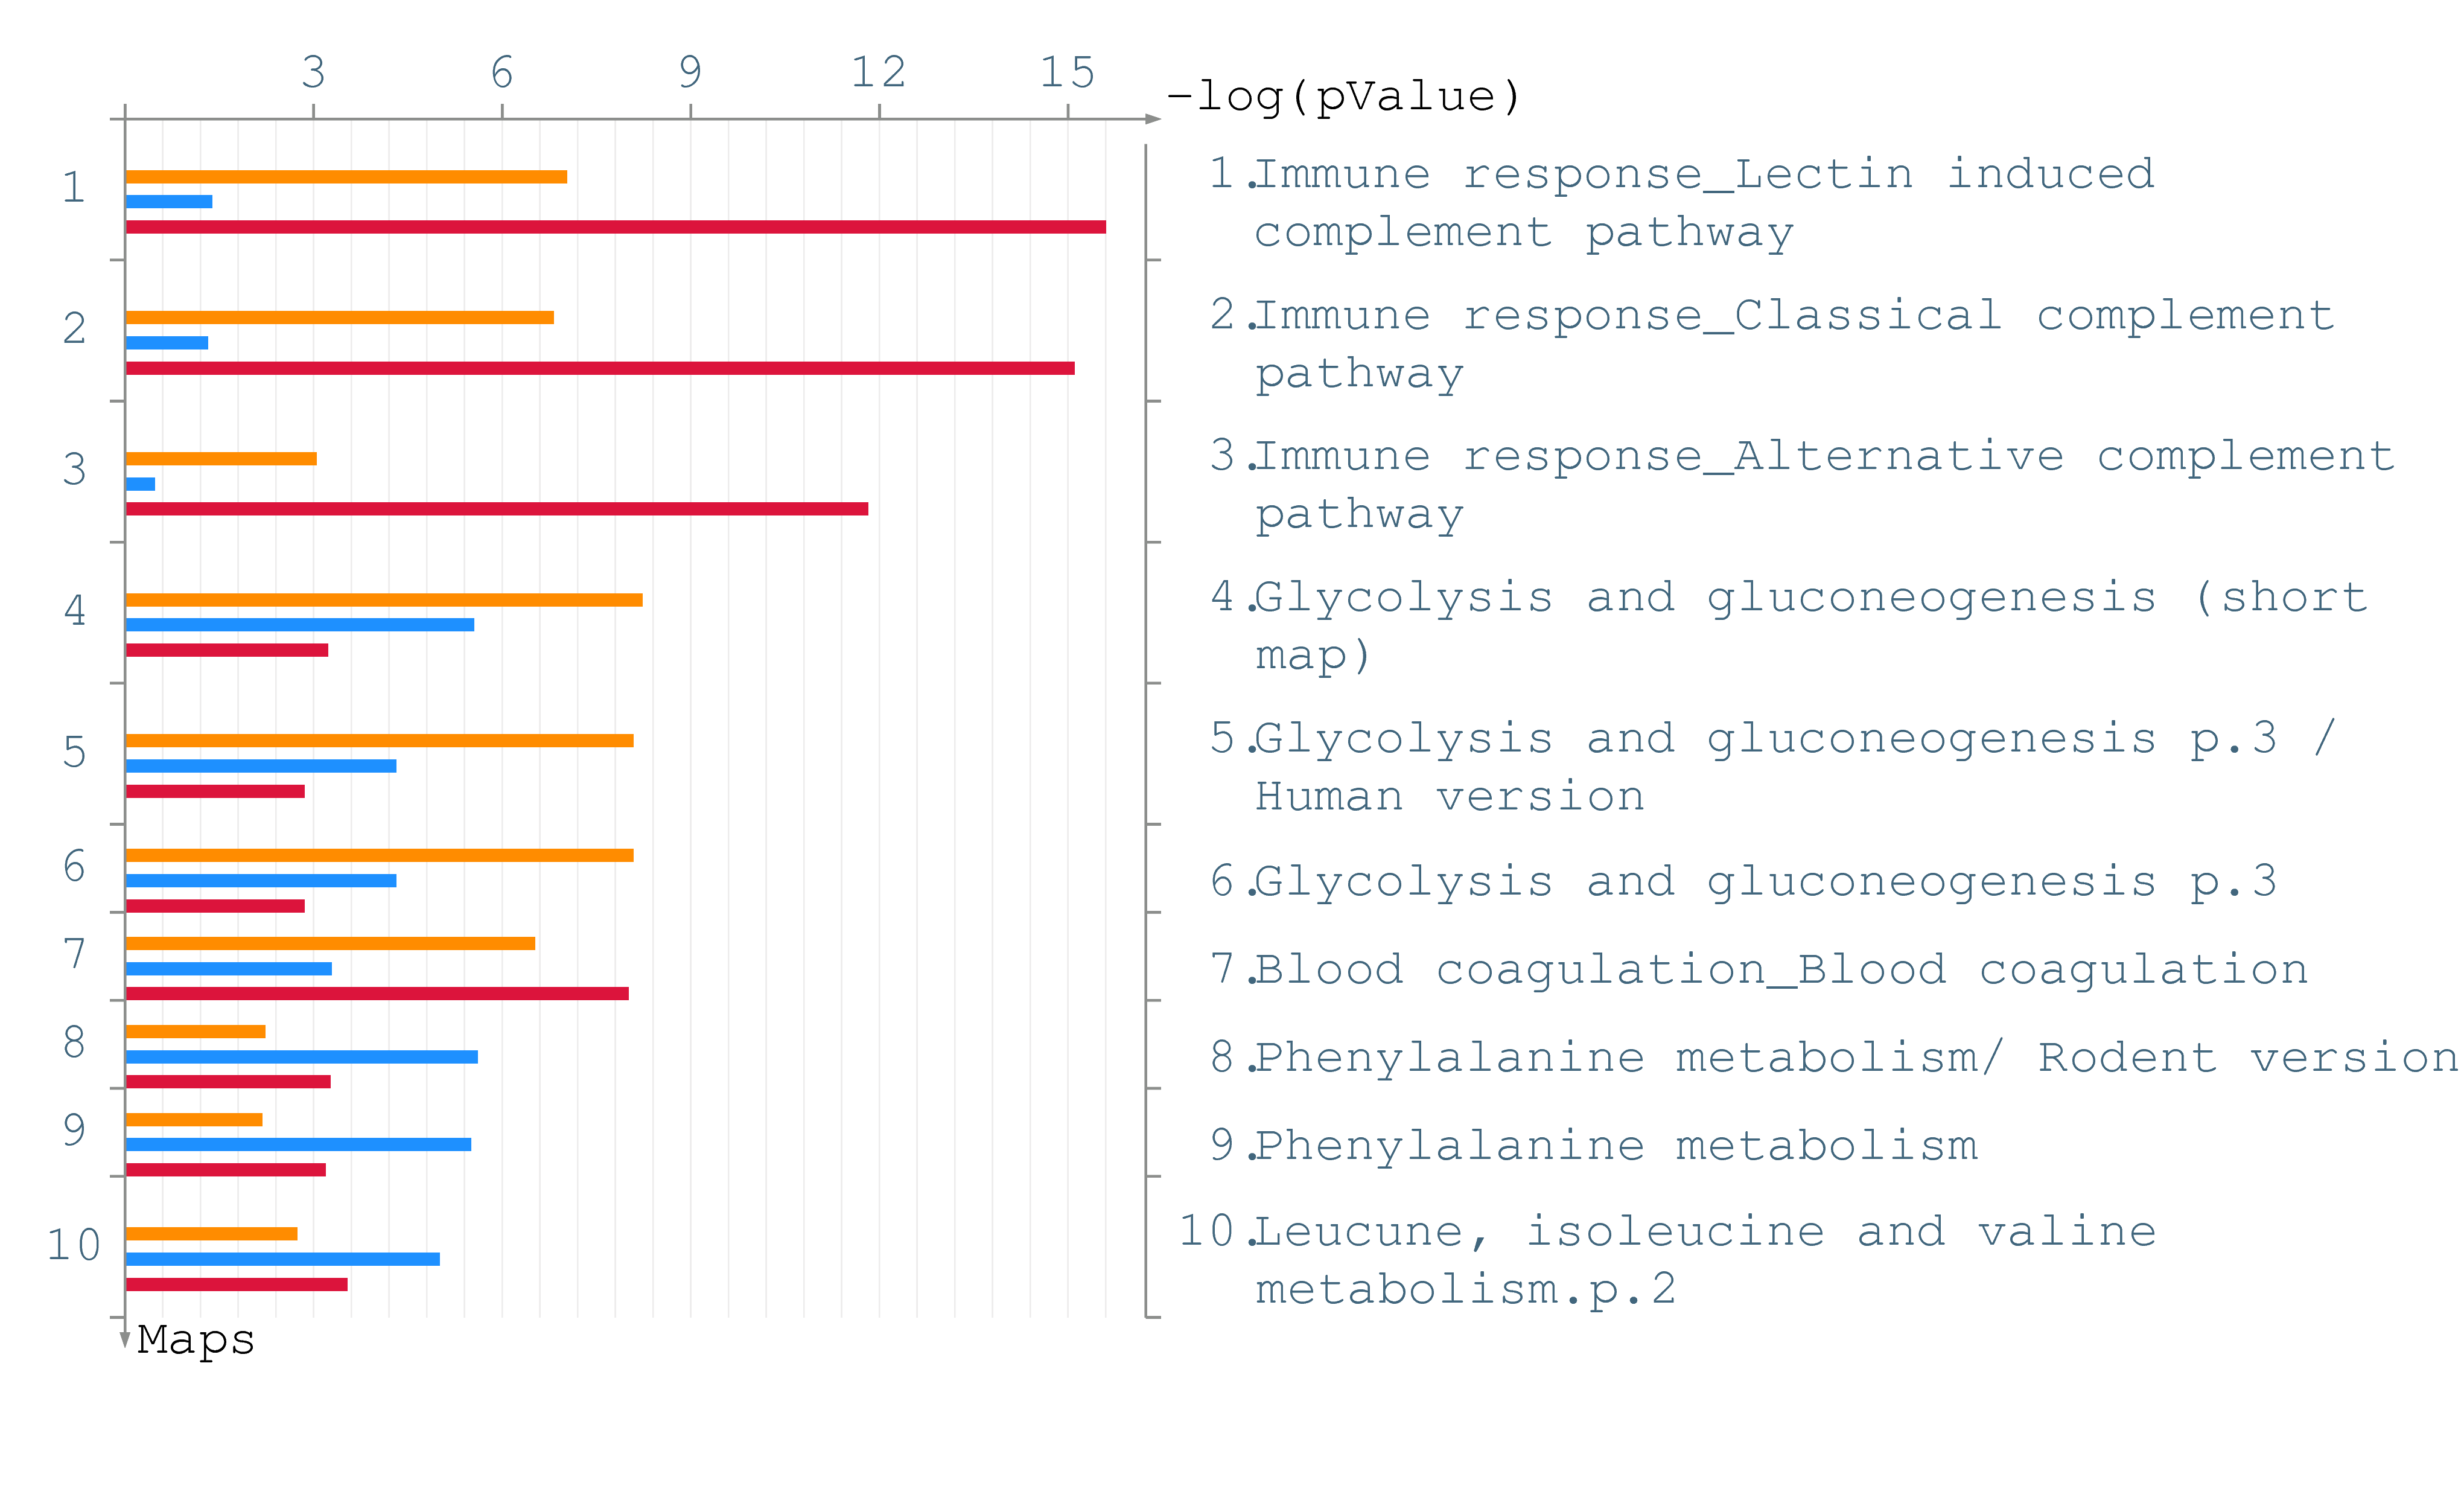 3 6 9 12 15
-log(pValue)
1 1.Immune response_Lectin induced
complement pathway
2 2.Immune response_Classical complement
pathway
3 3.Immune response_Alternative complement
pathway
4 4.Glycolysis and gluconeogenesis (short
map)
5 5.Glycolysis and gluconeogenesis p.3 /
Human version
6 6.Glycolysis and gluconeogenesis p.3
7 7.Blood coagulation_Blood coagulation
8 8.Phenylalanine metabolism/ Rodent version
9 9.Phenylalanine metabolism
10 10.Leucune, isoleucine and valine
metabolism.p.2
Maps